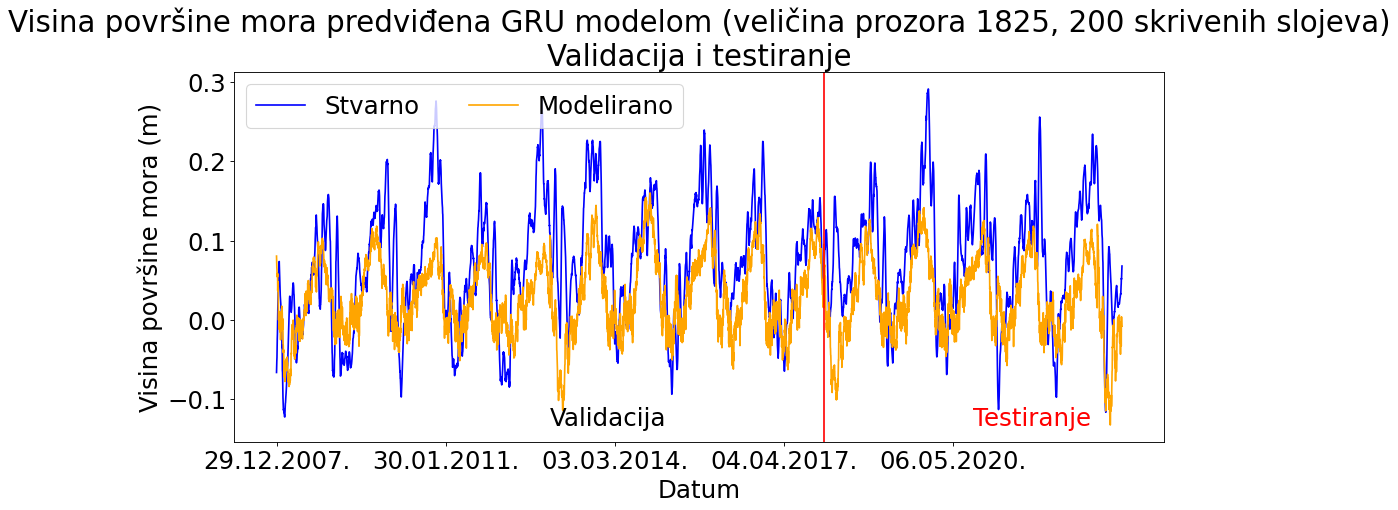 Visina površine mora predviđena GRU modelom (veličina prozora 1825, 200 skrivenih slojeva)
Validacija i testiranje
Stvarno
Modelirano
Visina površine mora (m)
0.3
0.2
0.1
0.0
−0.1
Validacija
Testiranje
29.12.2007.
30.01.2011.
03.03.2014.
04.04.2017.
06.05.2020.
Datum